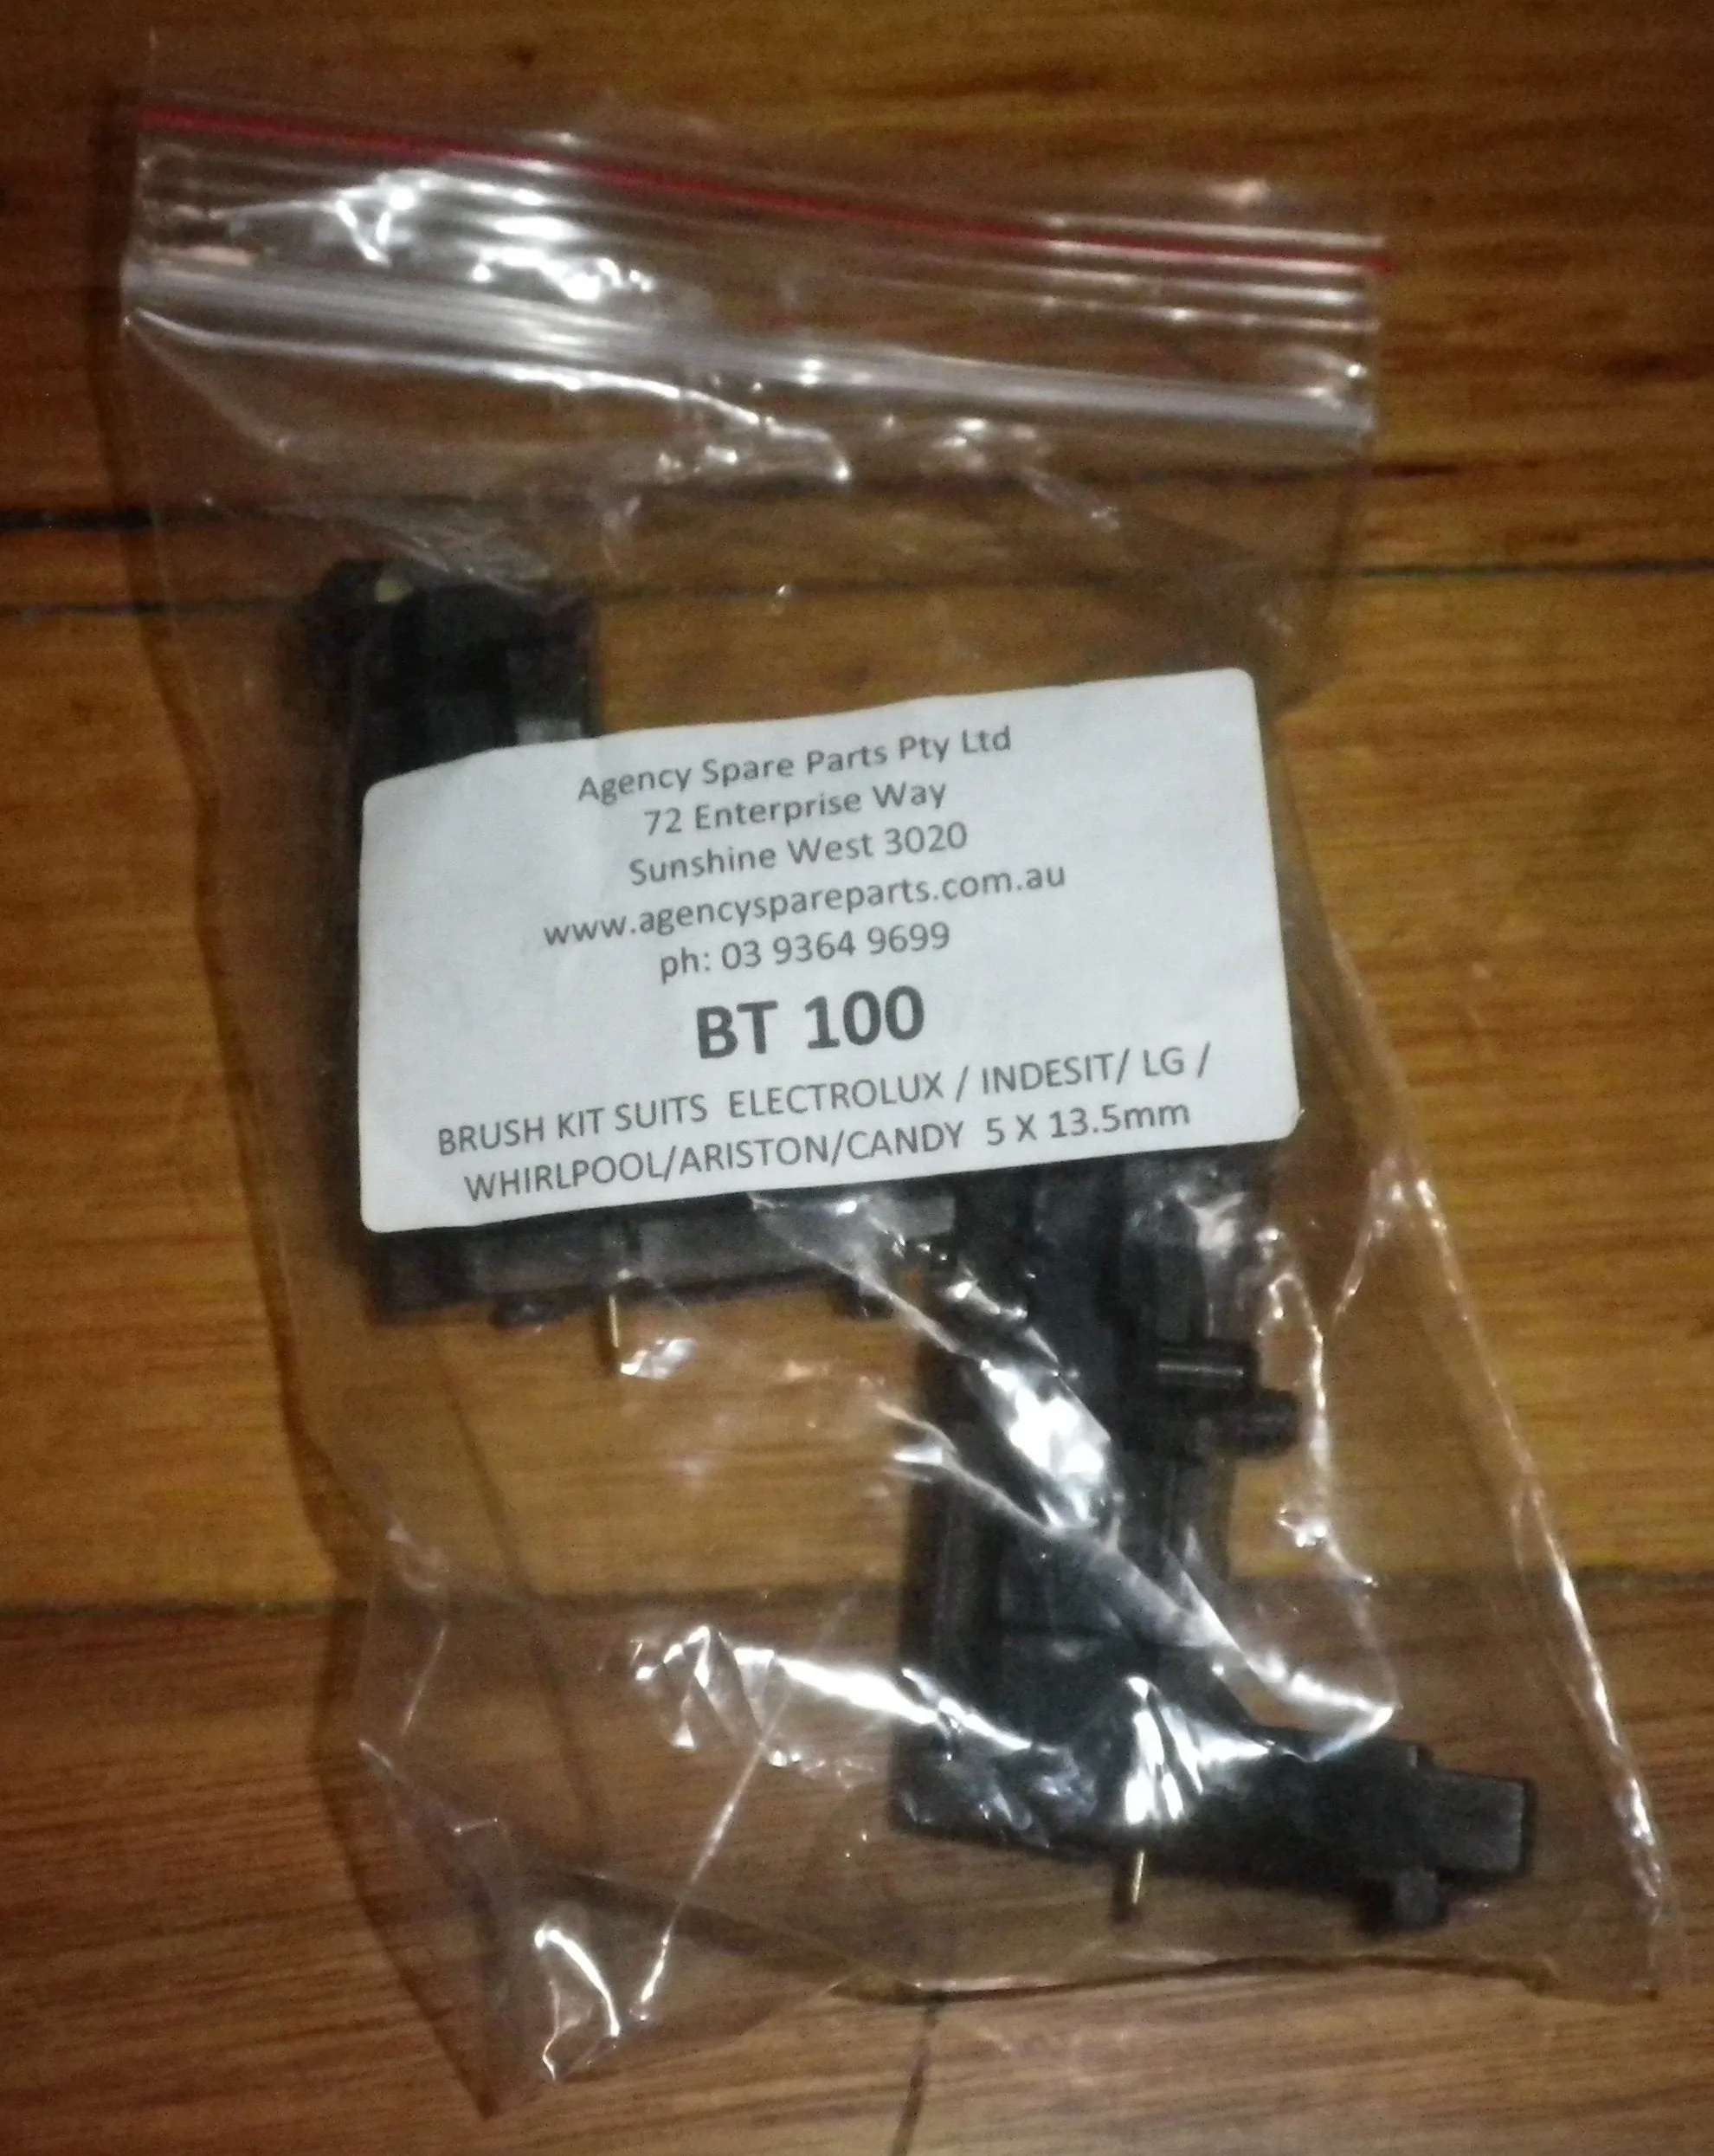 Agency Spare Parts Pty Ltd
72 Enterprise Way
Sunshine West 3020
www.agencyspareparts.com.au
ph: 03 9364 9699
BT 100
BRUSH KIT SUITS ELECTROLUX / INDESIT/ LG /
WHIRLPOOL/ARISTON/CANDY 5 X 13.5mm